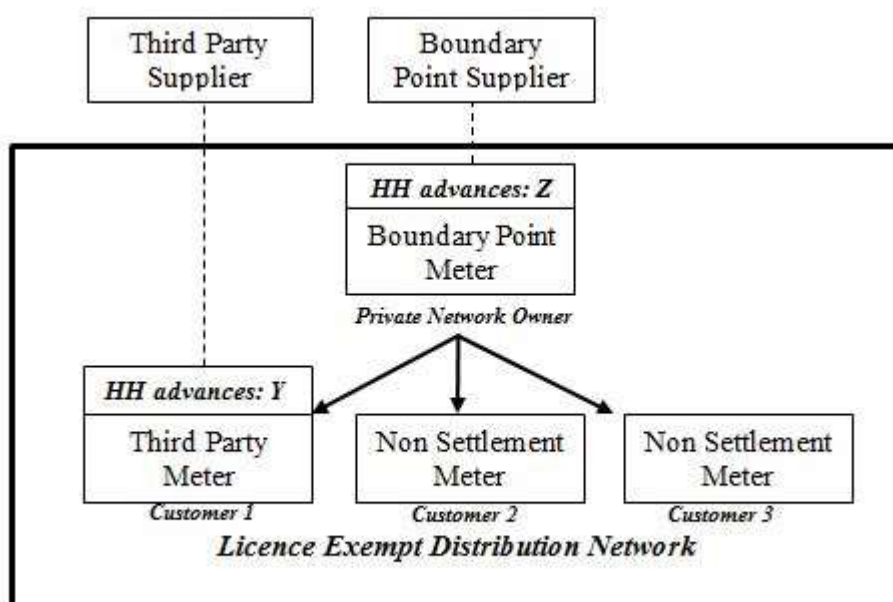 Third Party
Supplier
Boundary
Point Supplier
HH advances: Z
Boundary Point
Meter
Private Network Owner
HH advances: Y
Third Party
Meter
Customer 1
Non Settlement
Meter
Customer 2
Non Settlement
Meter
Customer 3
Licence Exempt Distribution Network